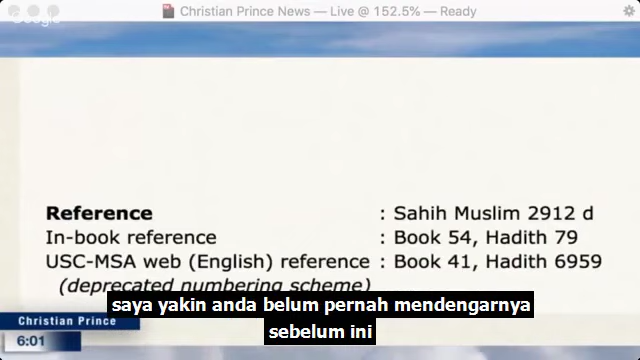 Christian Prince News — Live @ 152.5% — Ready
Google
Reference : Sahih Muslim 2912 d
In-book reference : Book 54, Hadith 79
USC-MSA web (English) reference : Book 41, Hadith 6959
(deprecated numbering scheme)
saya yakin anda belum pernah mendengarnya
sebelum ini
Christian Prince
6:01